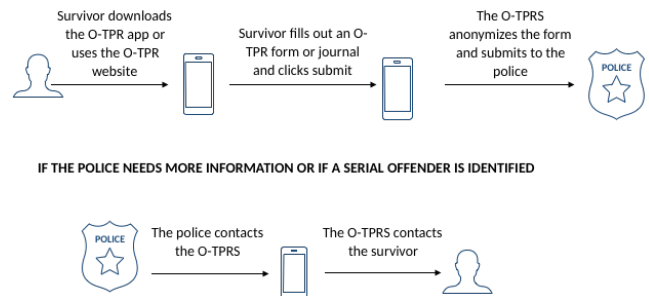 Survivor downloads
the O-TPR app or
uses the O-TPR
website
Survivor fills out an O-
TPR form or journal
and clicks submit
The O-TPRS
anonymizes the form
and submits to the
police
POLICE
IF THE POLICE NEEDS MORE INFORMATION OR IF A SERIAL OFFENDER IS IDENTIFIED
POLICE
The police contacts
the O-TPRS
The O-TPRS contacts
the survivor